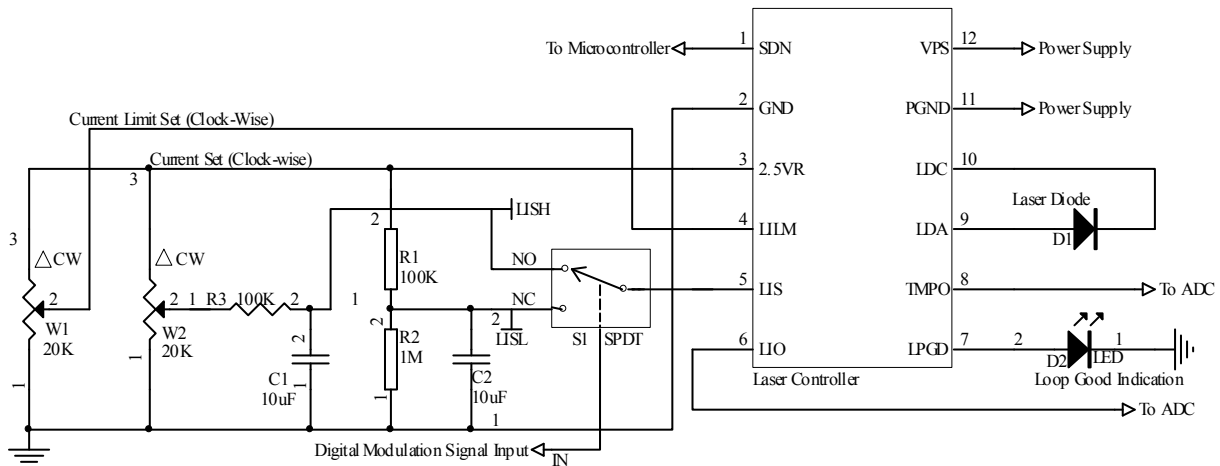 To Microcontroller
1
SDN
VPS
12
Power Supply
2
GND
PGND
11
Power Supply
Current Limit Set (Clock-Wise)
Current Set (Clock-wise)
3
2.5VR
LDC
10
3
3
Laser Diode
LISH
2
4
LILM
LDA
9
D1
△CW
△CW
R1
100K
NO
5
LIS
TMPO
8
To ADC
2
2
1
R3
100K
2
1
NC
2
LISL
S1
SPDT
W1
20K
W2
20K
2
2
R2
1M
6
LIO
LPGD
7
2
1
D2
LED
Loop Good Indication
1
1
C1
10uF
1
1
C2
10uF
1
Laser Controller
To ADC
Digital Modulation Signal Input
IN